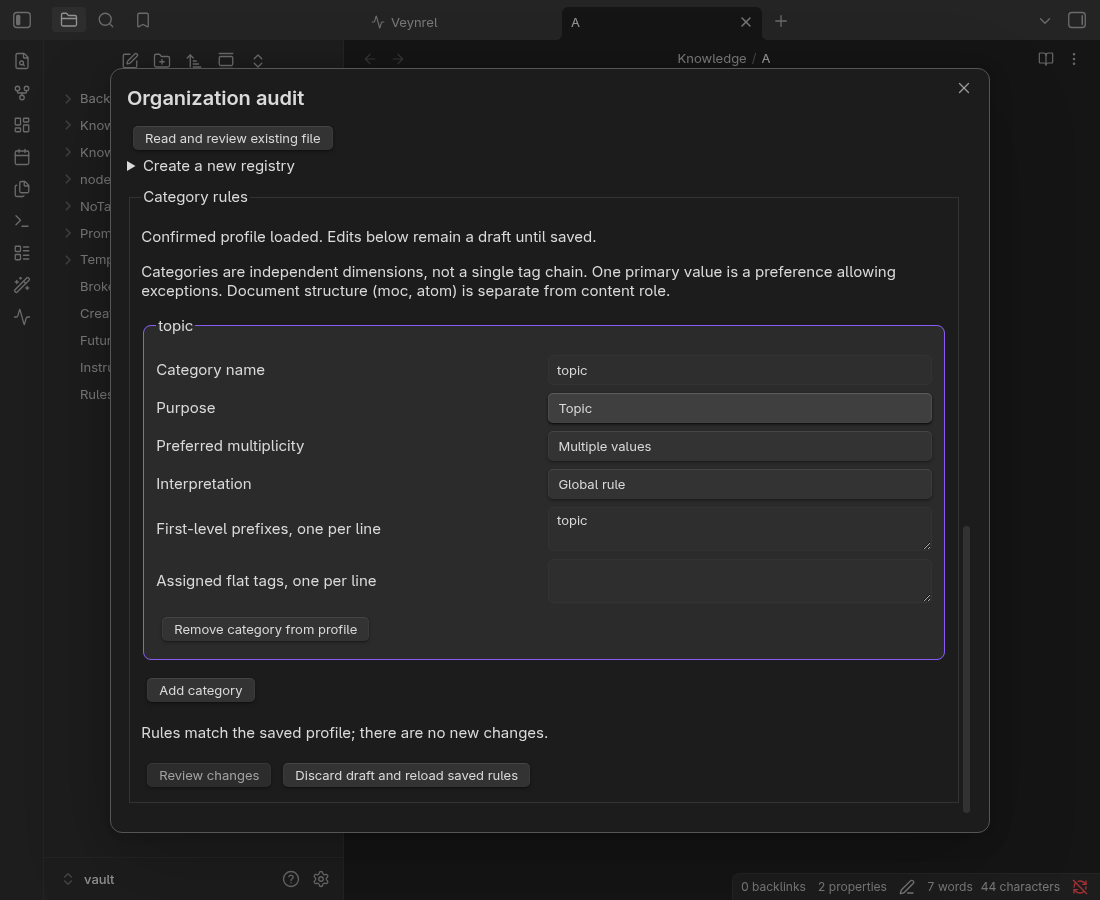 Veynrel
A
Knowledge / A
Organization audit
Read and review existing file
Create a new registry
Back
Know
Know
node
NoTa
Prom
Temp
Broke
Creat
Futur
Instru
Rules
Category rules
Confirmed profile loaded. Edits below remain a draft until saved.
Categories are independent dimensions, not a single tag chain. One primary value is a preference allowing
exceptions. Document structure (moc, atom) is separate from content role.
topic
Category name topic
Purpose Topic
Preferred multiplicity Multiple values
Interpretation Global rule
First-level prefixes, one per line topic
Assigned flat tags, one per line
Remove category from profile
Add category
Rules match the saved profile; there are no new changes.
Review changes Discard draft and reload saved rules
vault
0 backlinks 2 properties 7 words 44 characters